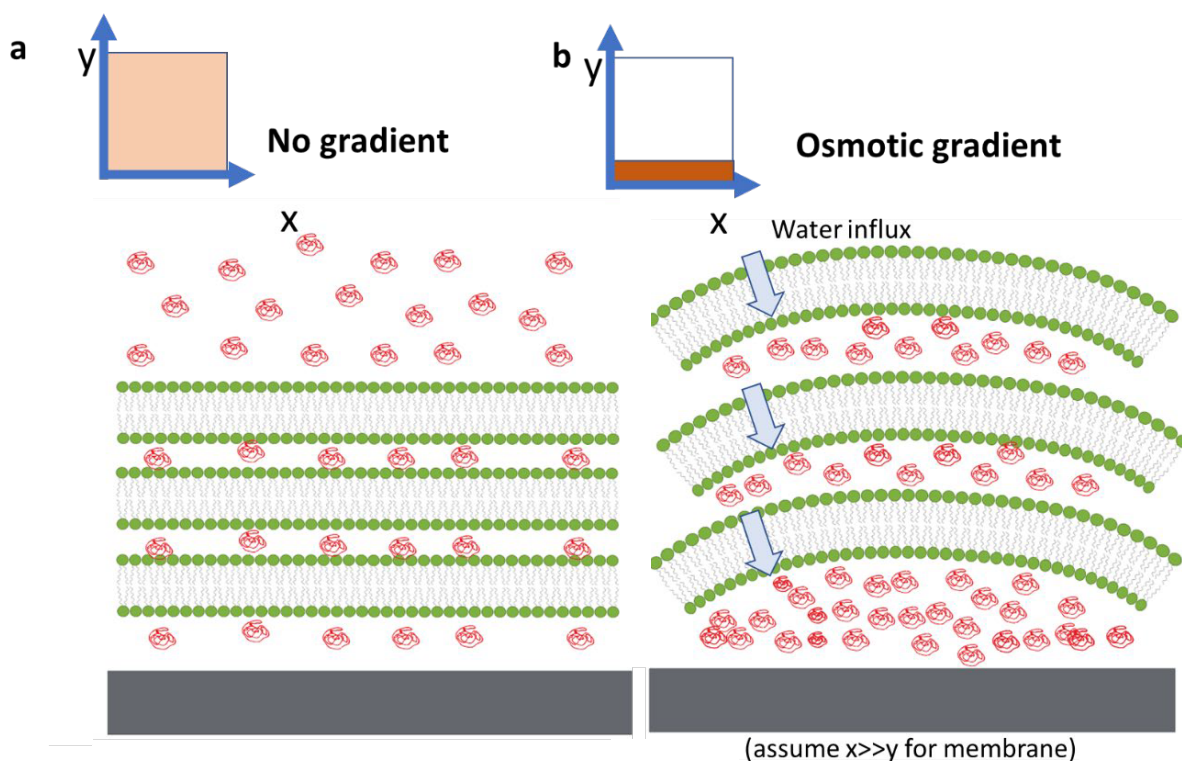 a
y
No gradient
x
b
y
Osmotic gradient
x
Water influx
(assume x>>y for membrane)